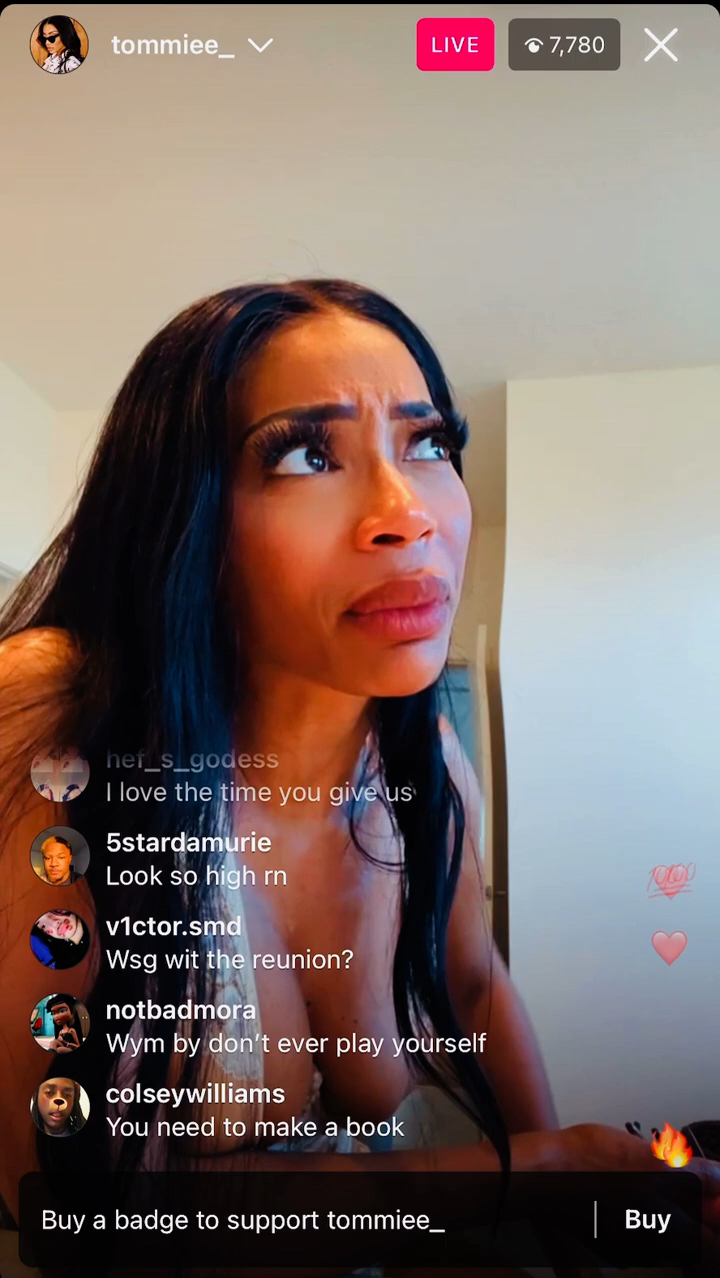 tommiee_
LIVE
7,780
hef_s_godess
I love the time you give us
5stardamurie
Look so high rn
v1ctor.smd
Wsg wit the reunion?
notbadmora
Wym by don’t ever play yourself
colseywilliams
You need to make a book
Buy a badge to support tommiee_
Buy